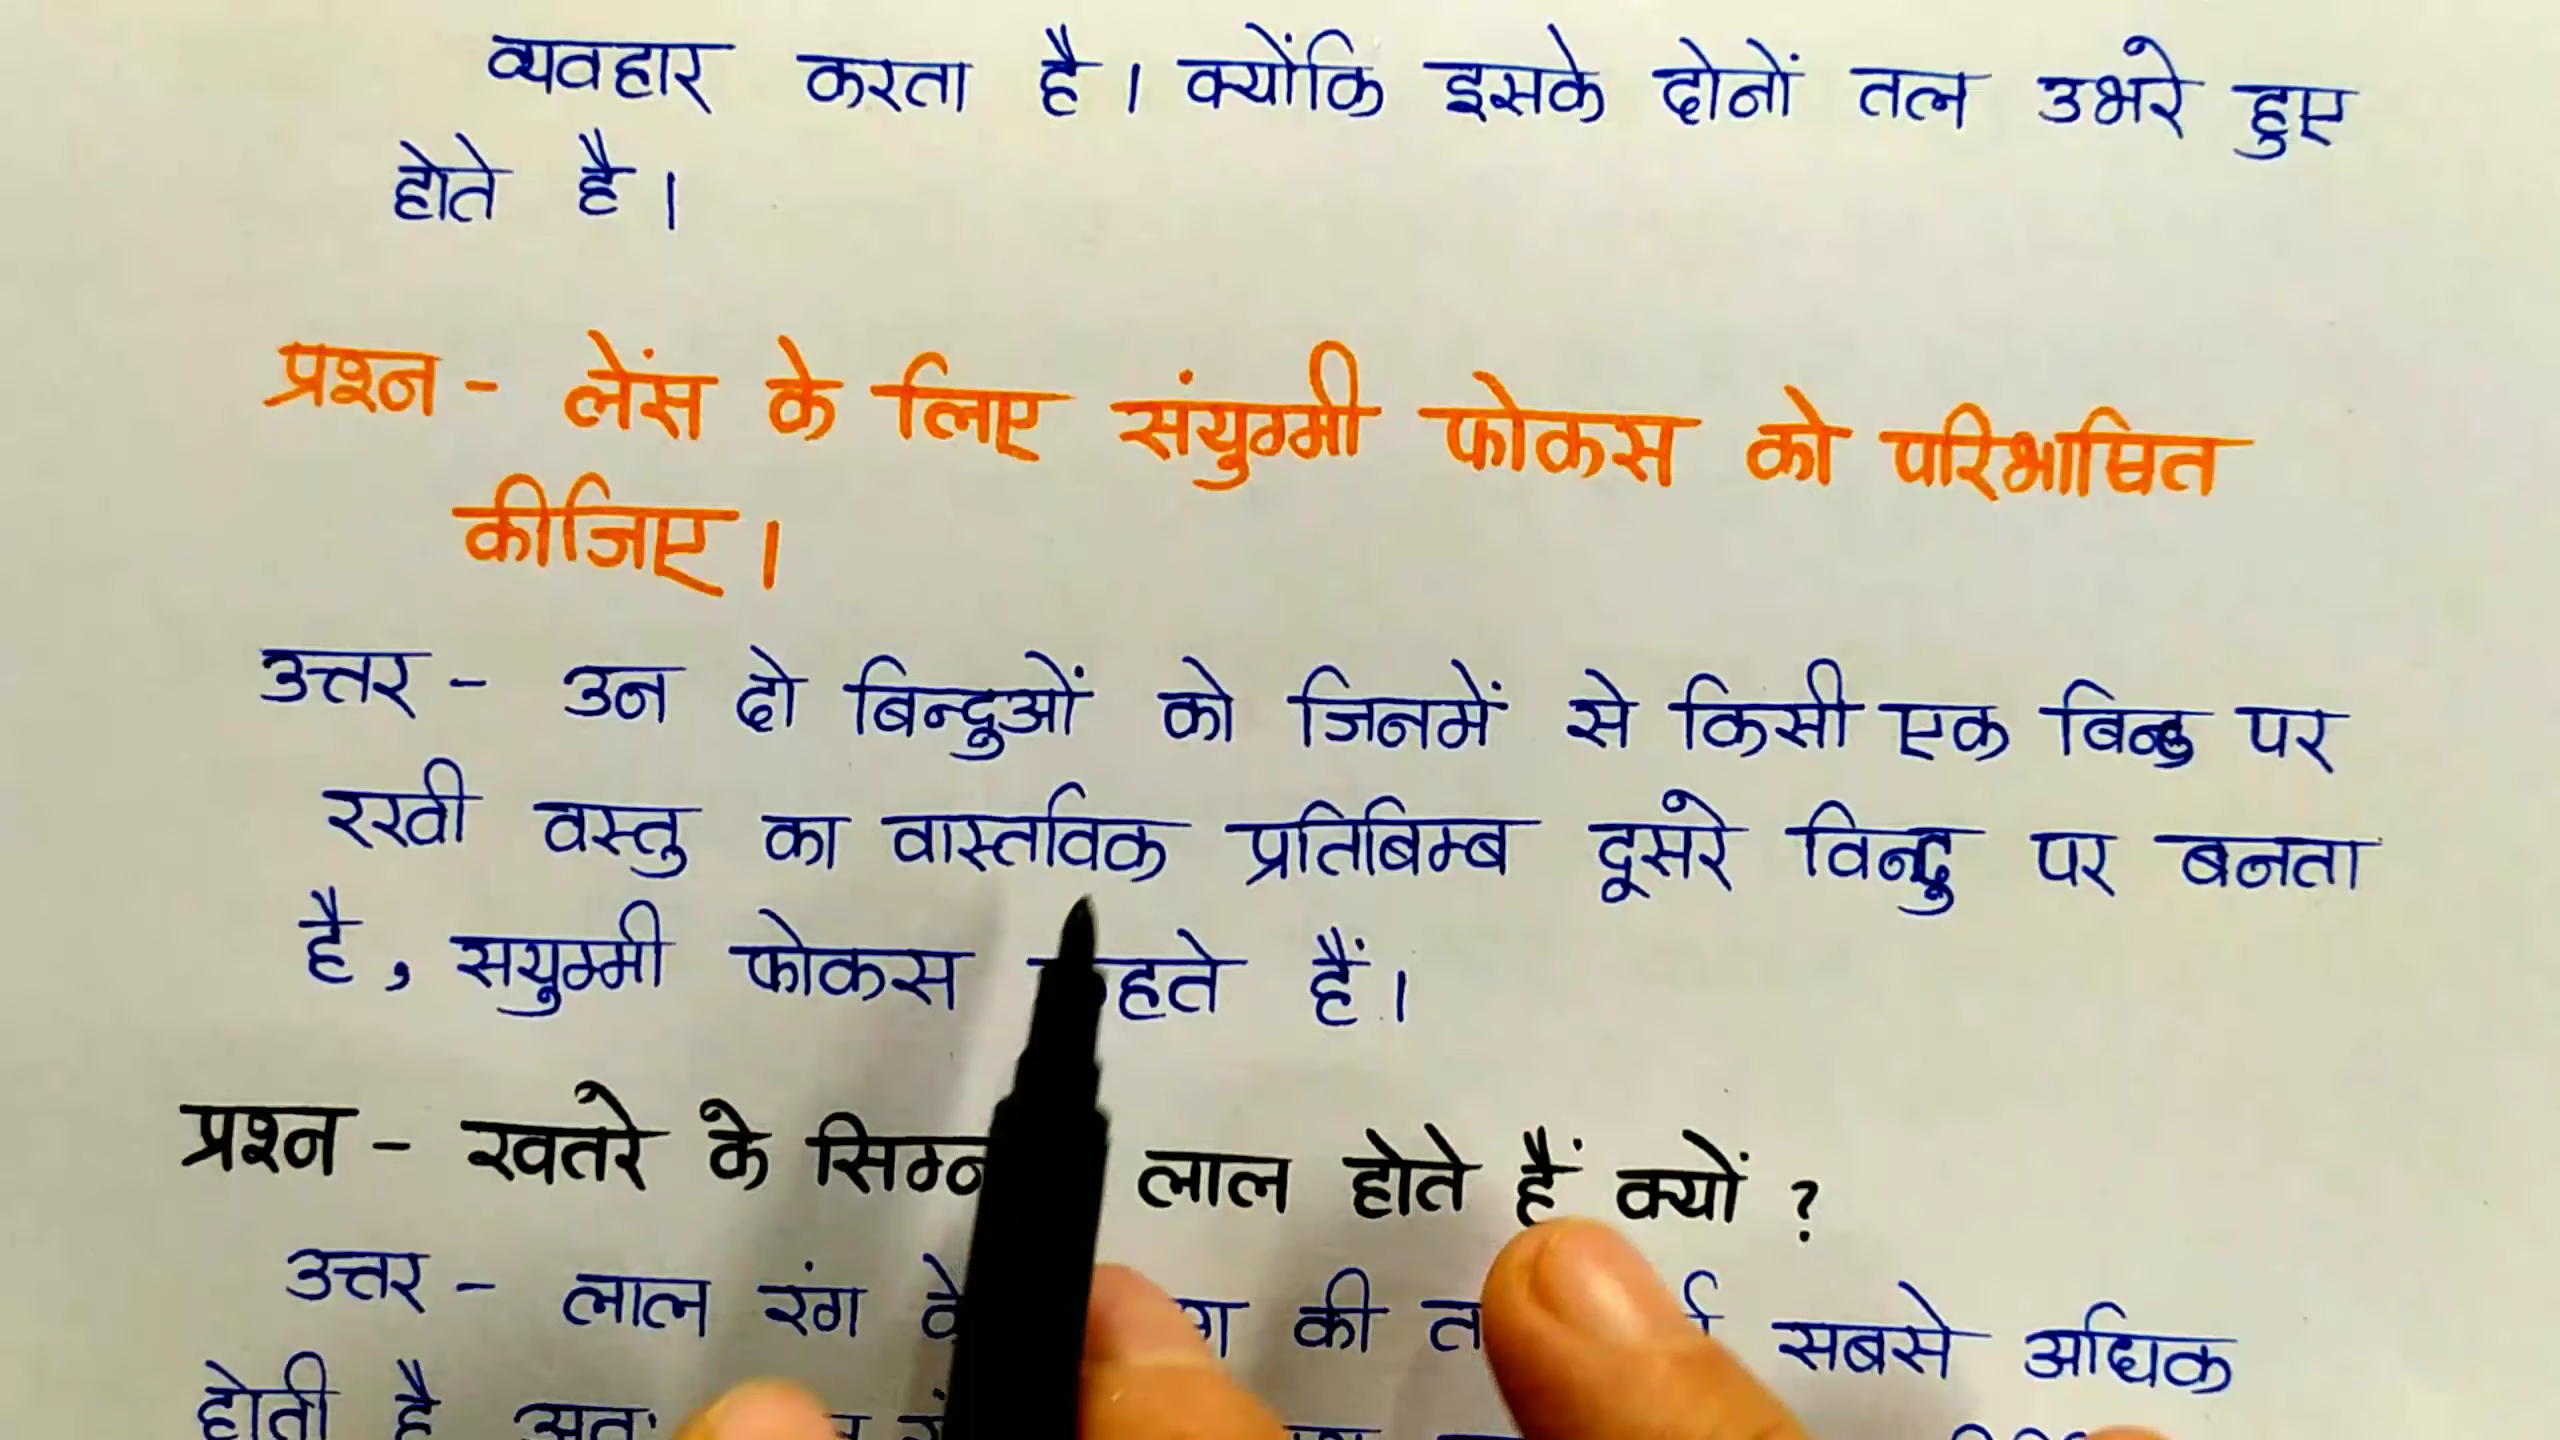 व्यवहार करता है। क्योंकि इसके दोनों तल उभरे हुए
होते है।
प्रश्न - लेंस के लिए संयुग्मी फोकस को परिभाषित
कीजिए।
उत्तर - उन दो बिन्दुओं को जिनमें से किसी एक बिन्दु पर
रखी वस्तु का वास्तविक प्रतिबिम्ब दूसरे विन्दु पर बनता
है, सयुग्मी फोकस हते हैं।
प्रश्न - खतरे के सिग्न लाल होते हैं क्यों ?
उत्तर - लाल रंग की सबसे अधिक
होती है अतः